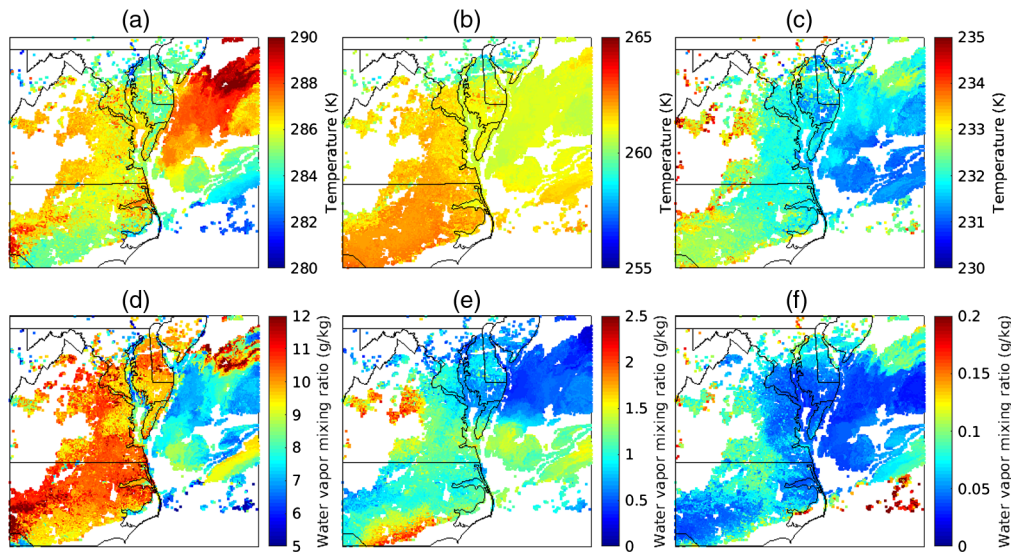 (a)
(b)
(c)
290
288
286
284
282
280
Temperature (K)
265
260
255
Temperature (K)
235
234
233
232
231
230
Temperature (K)
(d)
(e)
(f)
12
11
10
9
8
7
6
5
Water vapor mixing ratio (g/kg)
2.5
2
1.5
1
0.5
0
Water vapor mixing ratio (g/kg)
0.2
0.15
0.1
0.05
0
Water vapor mixing ratio (g/kg)